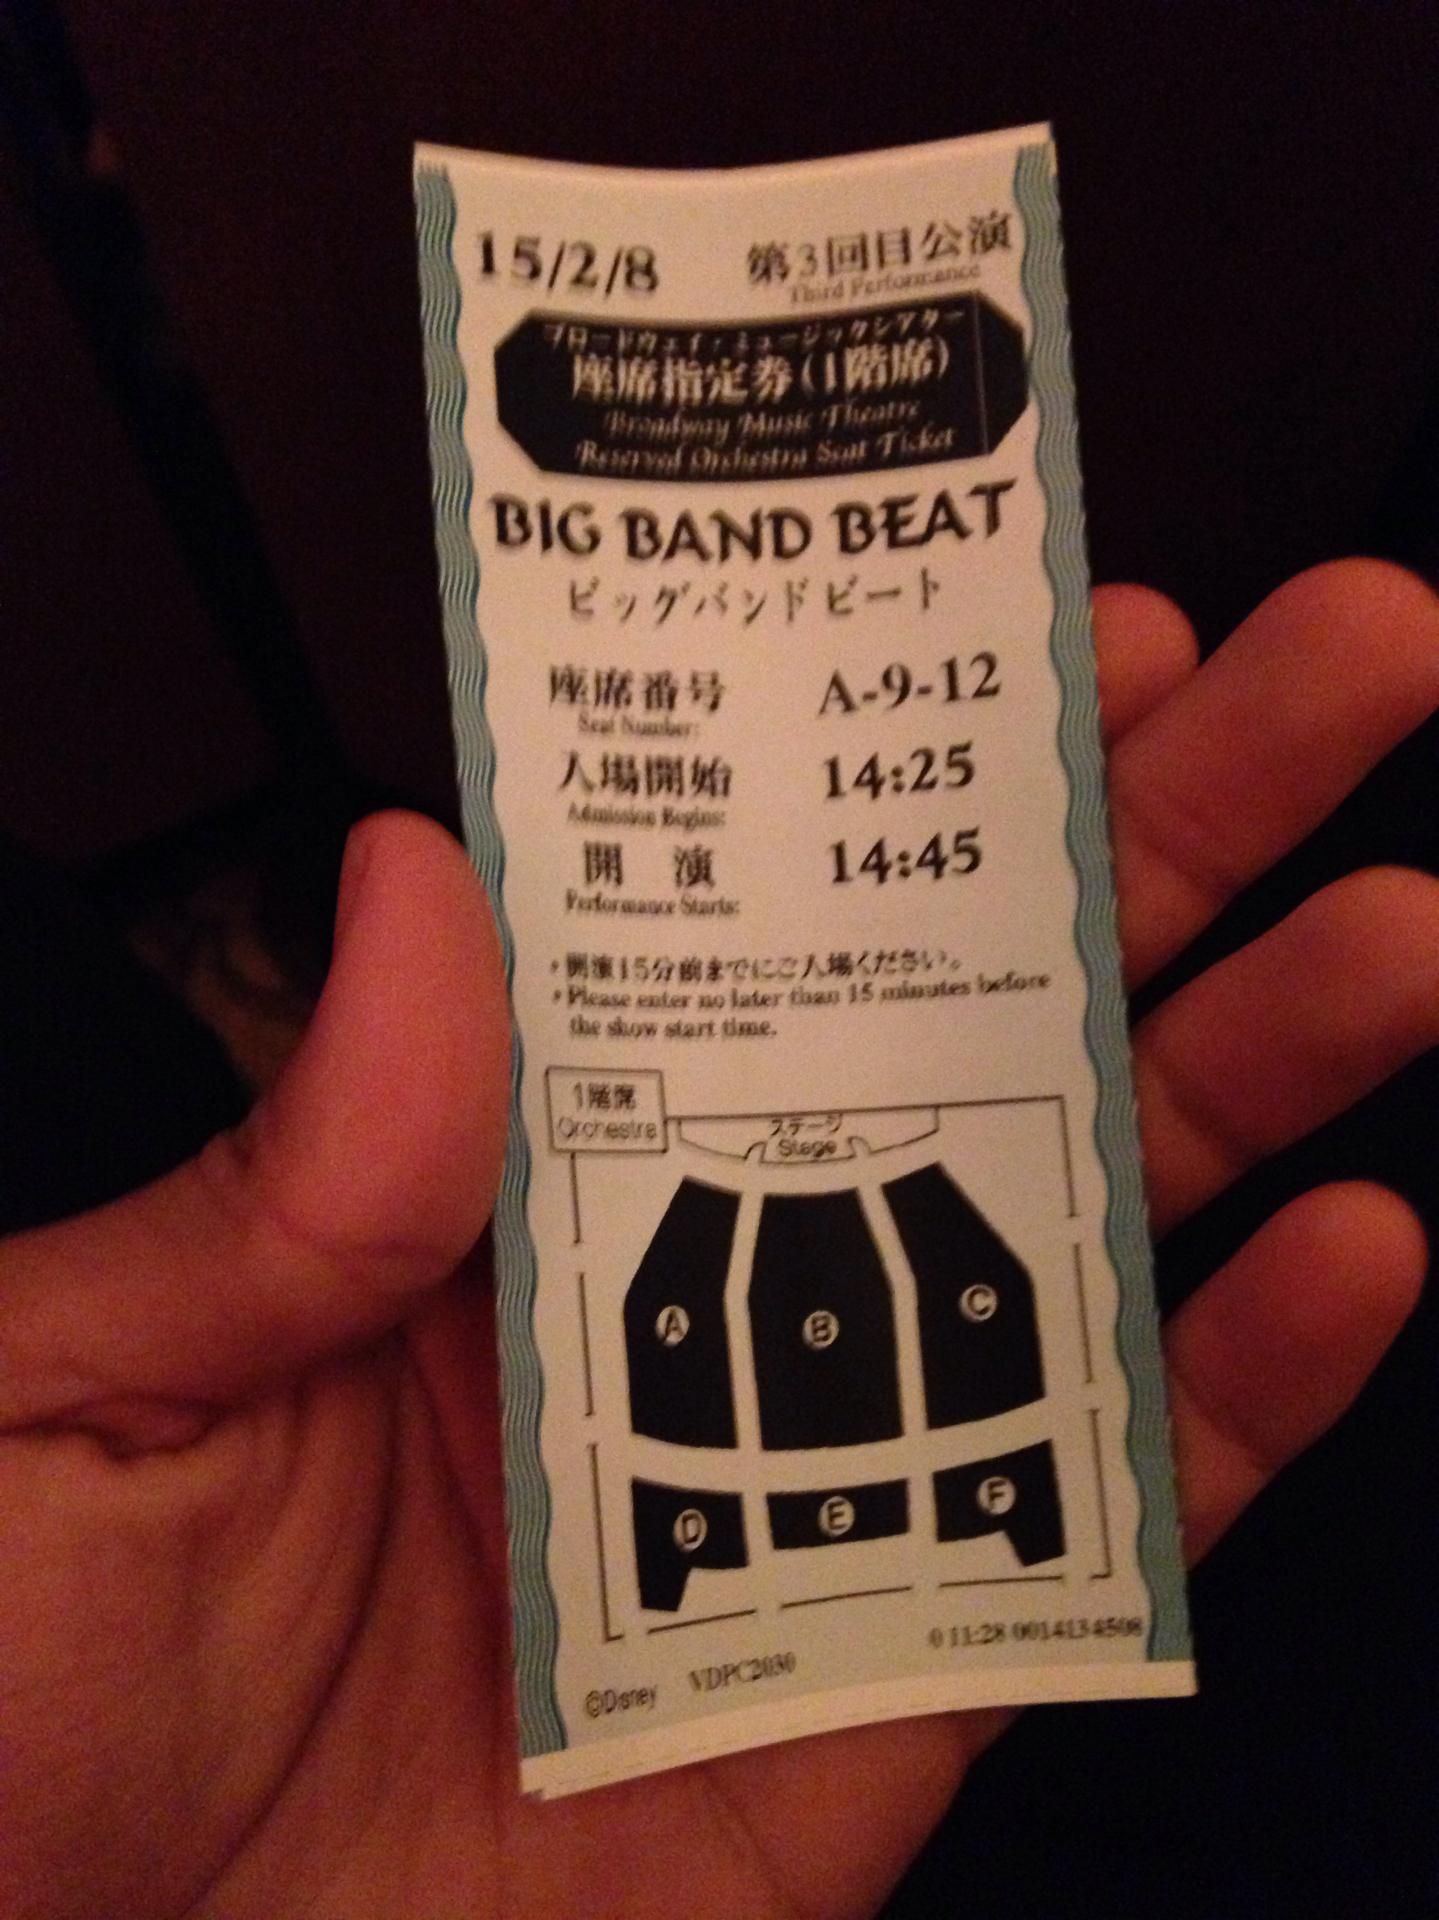 15/2/8 第3回目公演
Third Performance
ブロードウェイ・ミュージックシアター
座席指定券(1階席)
Broadway Music Theatre
Reserved Orchestra Seat Ticket
BIG BAND BEAT
ビッグバンドビート
座席番号 A-9-12
Seat Number:
入場開始 14:25
Admission Begins:
開 演 14:45
Performance Starts:
・開演15分前までにご入場ください。
・Please enter no later than 15 minutes before
the show start time.
1階席
Orchestra
ステージ
Stage
A
B
C
D
E
F
0 11:28 0014134508
©Disney VDPC2030